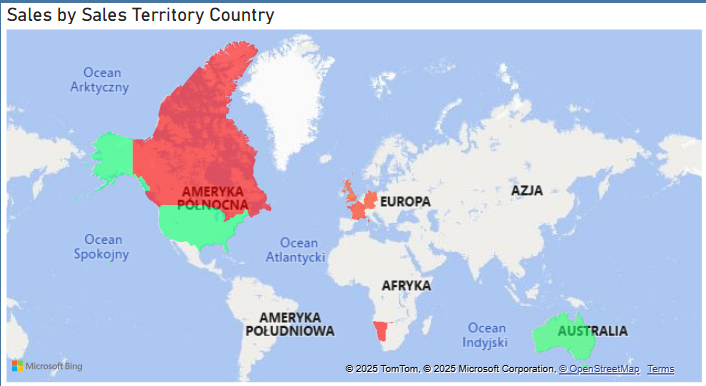 Sales by Sales Territory Country
Ocean
Arktyczny
AMERYKA
PÓŁNOCNA
EUROPA
AZJA
Ocean
Spokojny
Ocean
Atlantycki
AFRYKA
AMERYKA
POŁUDNIOWA
Ocean
Indyjski
AUSTRALIA
Microsoft Bing
© 2025 TomTom, © 2025 Microsoft Corporation, © OpenStreetMap Terms